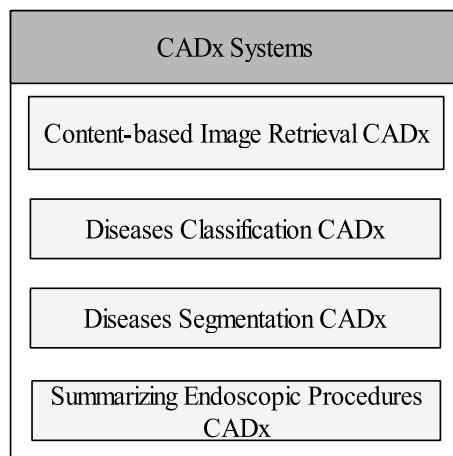 CADx Systems
Content-based Image Retrieval CADx
Diseases Classification CADx
Diseases Segmentation CADx
Summarizing Endoscopic Procedures
CADx